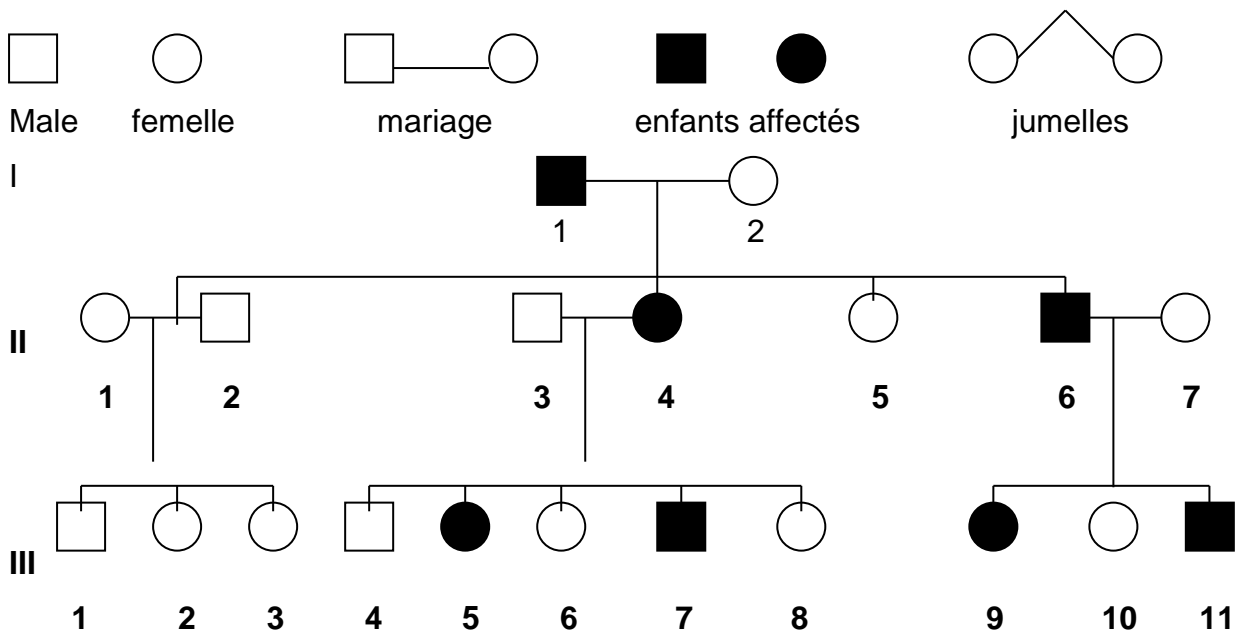 Male femelle mariage enfants affectés jumelles
I
1 2
II
1 2 3 4 5 6 7
III
1 2 3 4 5 6 7 8 9 10 11